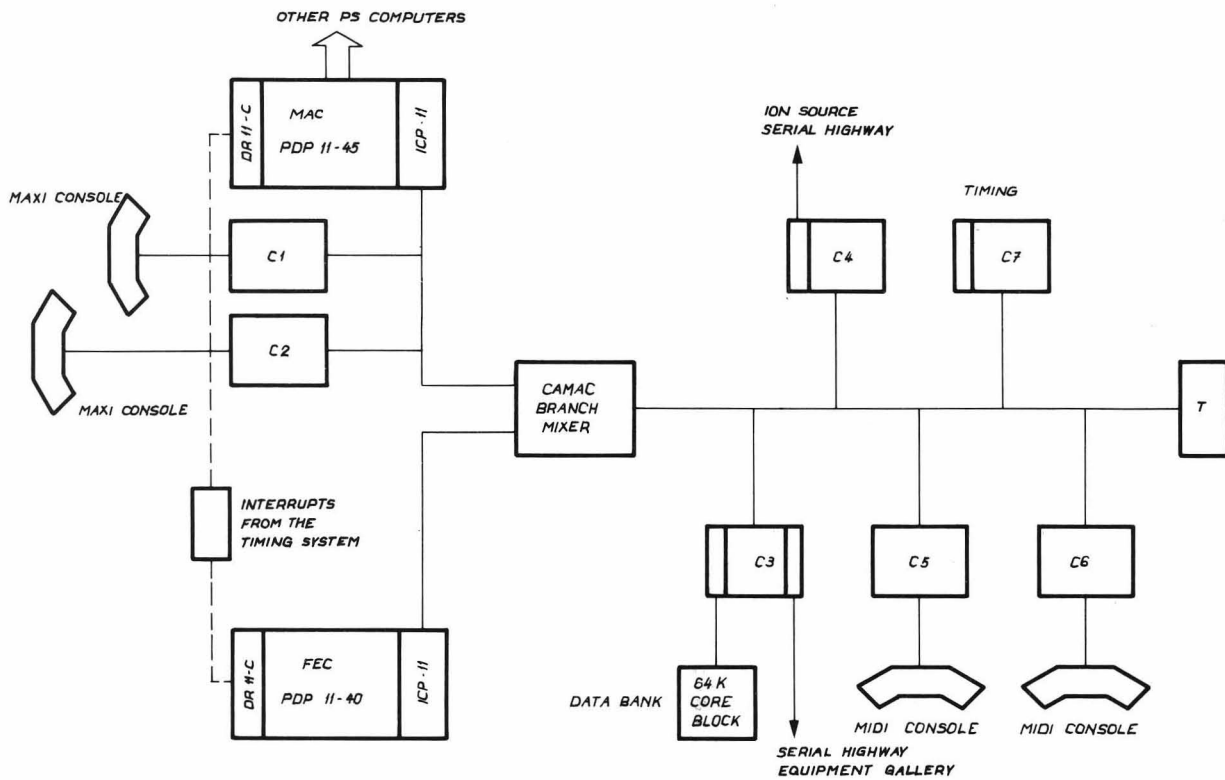 OTHER PS COMPUTERS
DR 11-C
MAC
PDP 11-45
ICP-11
MAXI CONSOLE
C1
C2
MAXI CONSOLE
INTERRUPTS
FROM THE
TIMING SYSTEM
DR 11-C
FEC
PDP 11-40
ICP-11
CAMAC
BRANCH
MIXER
ION SOURCE
SERIAL HIGHWAY
C4
TIMING
C7
T
C3
C5
C6
DATA BANK
64 K
CORE
BLOCK
SERIAL HIGHWAY
EQUIPMENT GALLERY
MIDI CONSOLE
MIDI CONSOLE